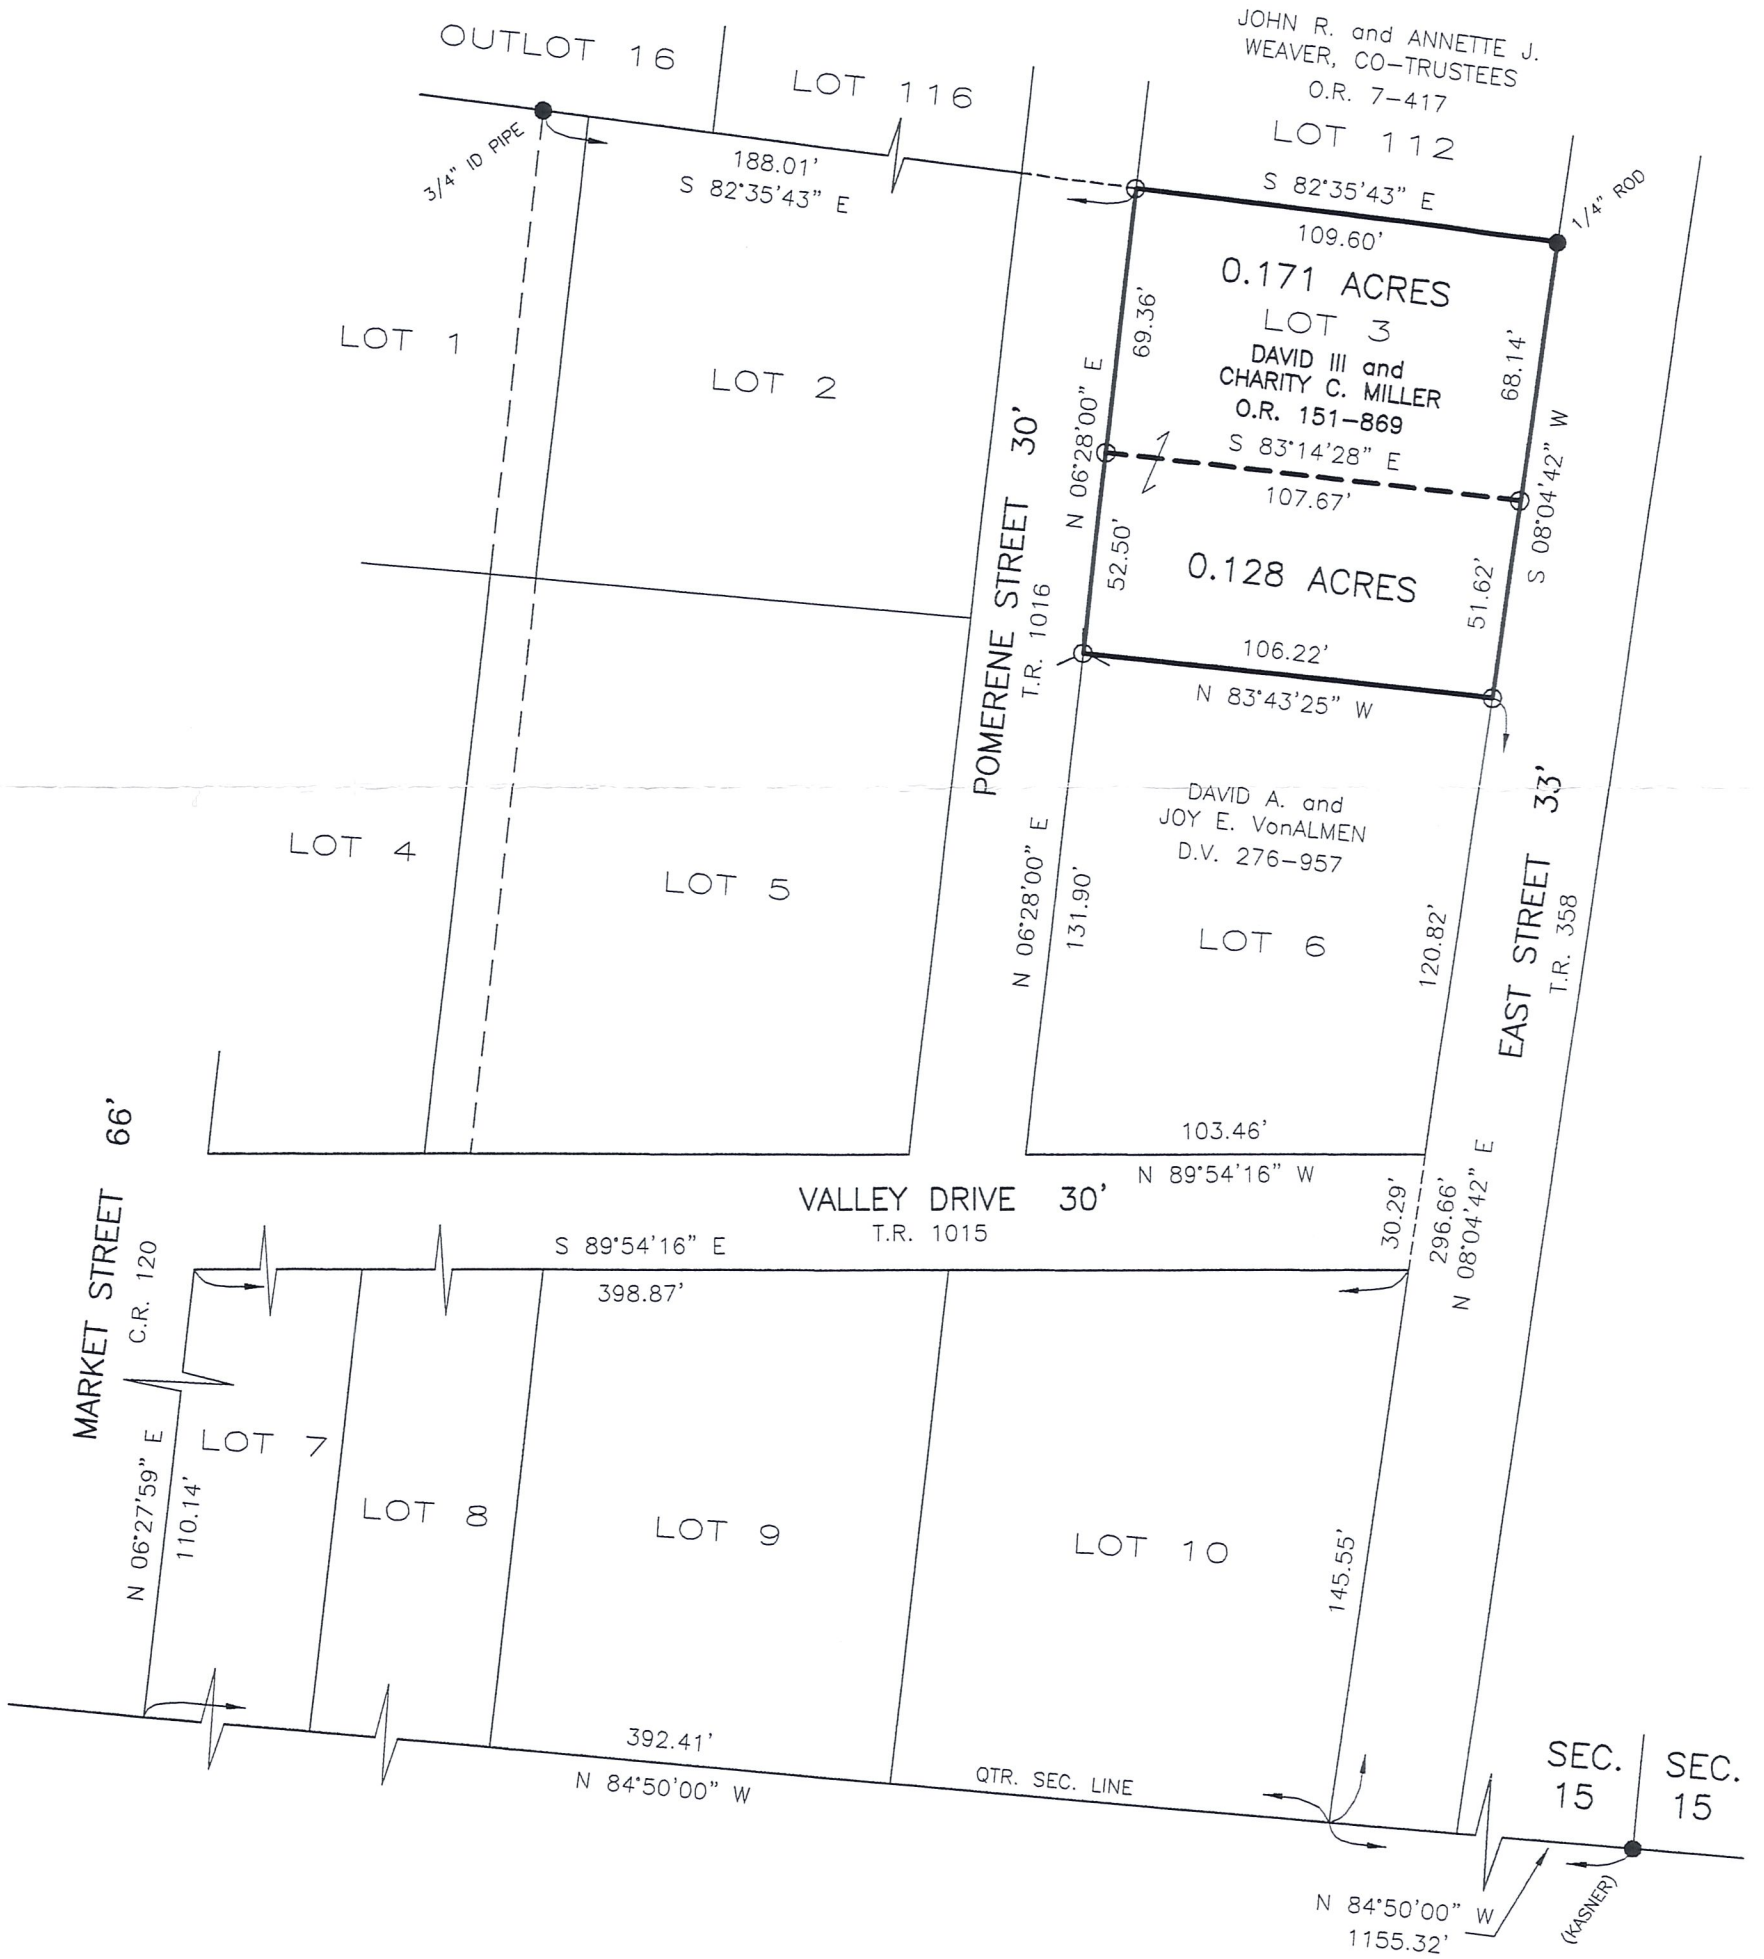 OUTLOT 16
LOT 116
JOHN R. and ANNETTE J.
WEAVER, CO-TRUSTEES
O.R. 7-417
LOT 112
3/4" ID PIPE
188.01'
S 82°35'43" E
S 82°35'43" E
109.60'
1/4" ROD
0.171 ACRES
LOT 3
DAVID III and
CHARITY C. MILLER
O.R. 151-869
S 83°14'28" E
107.67'
69.36'
68.14'
N 06°28'00" E
S 08°04'42" W
LOT 1
LOT 2
POMERENE STREET 30'
T.R. 1016
52.50'
0.128 ACRES
51.62'
106.22'
N 83°43'25" W
DAVID A. and
JOY E. VonALMEN
D.V. 276-957
LOT 6
N 06°28'00" E
131.90'
120.82'
EAST STREET 33'
T.R. 358
LOT 4
LOT 5
103.46'
N 89°54'16" W
MARKET STREET 66'
C.R. 120
VALLEY DRIVE 30'
T.R. 1015
30.29'
296.66'
N 08°04'42" E
S 89°54'16" E
398.87'
N 06°27'59" E
110.14'
LOT 7
LOT 8
LOT 9
LOT 10
145.55'
392.41'
N 84°50'00" W
QTR. SEC. LINE
SEC.
15
SEC.
15
N 84°50'00" W
1155.32'
(KASNER)